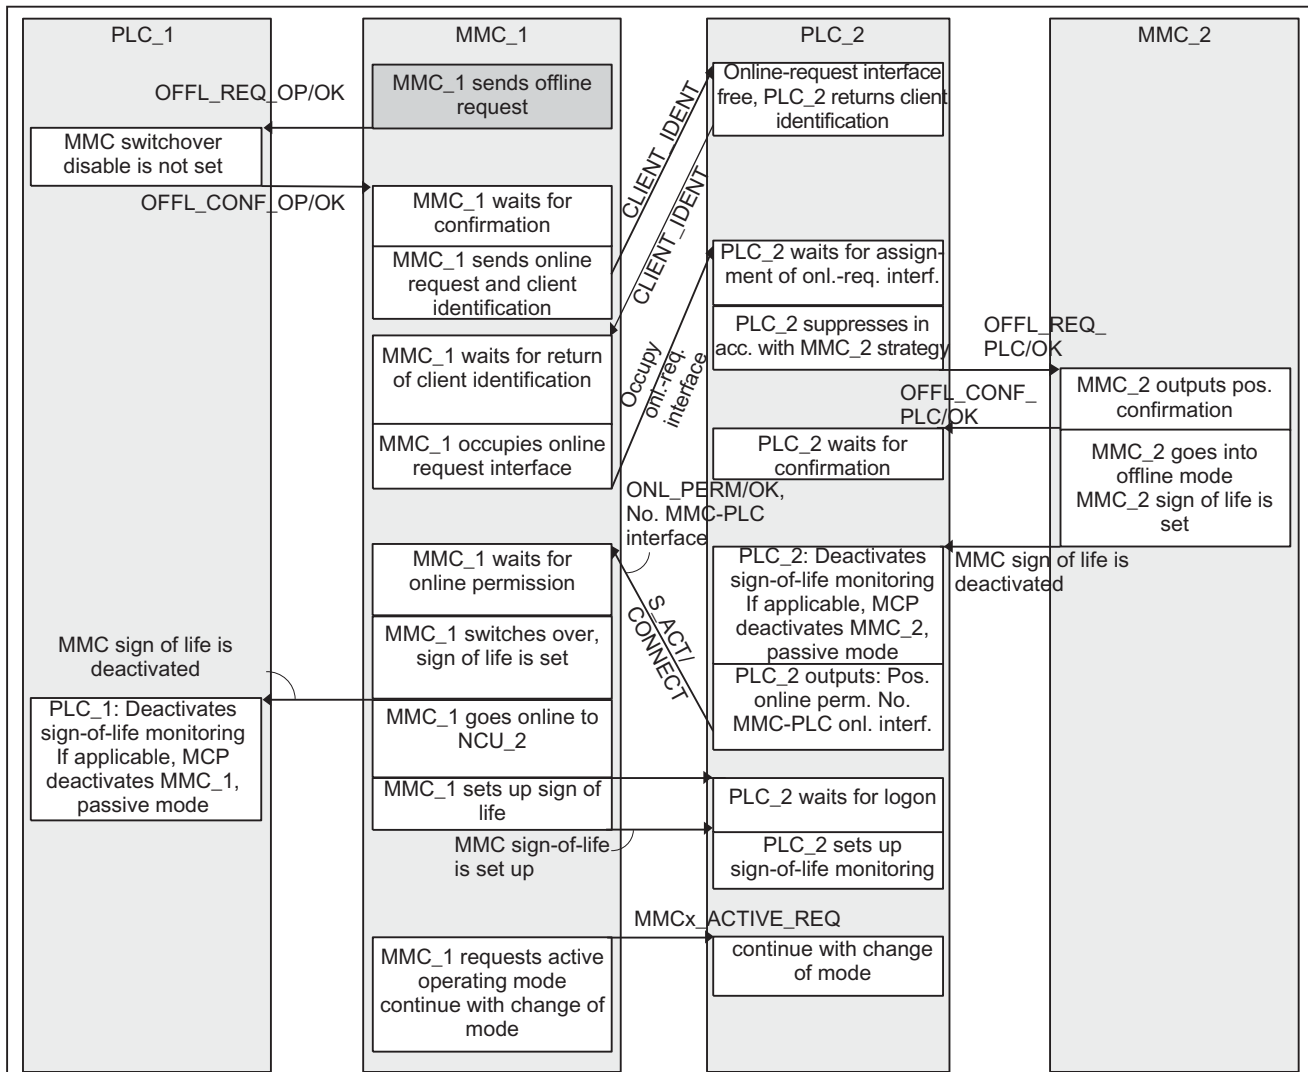 PLC_1
MMC_1
PLC_2
MMC_2
MMC_1 sends offline
request
OFFL_REQ_OP/OK
MMC switchover
disable is not set
OFFL_CONF_OP/OK
MMC_1 waits for
confirmation
MMC_1 sends online
request and client
identification
CLIENT_IDENT
Online-request interface
free, PLC_2 returns client
identification
CLIENT_IDENT
MMC_1 waits for return
of client identification
MMC_1 occupies online
request interface
Occupy
onl.-req.
interface
PLC_2 waits for assign-
ment of onl.-req. interf.
PLC_2 suppresses in
acc. with MMC_2 strategy
OFFL_REQ_
PLC/OK
MMC_2 outputs pos.
confirmation
OFFL_CONF_
PLC/OK
PLC_2 waits for
confirmation
MMC_2 goes into
offline mode
MMC_2 sign of life is
set
MMC sign of life is
deactivated
PLC_2: Deactivates
sign-of-life monitoring
If applicable, MCP
deactivates MMC_2,
passive mode
PLC_2 outputs: Pos.
online perm. No.
MMC-PLC onl. interf.
ONL_PERM/OK,
No. MMC-PLC
interface
S_ACT/
CONNECT
MMC_1 waits for
online permission
MMC_1 switches over,
sign of life is set
MMC sign of life is
deactivated
PLC_1: Deactivates
sign-of-life monitoring
If applicable, MCP
deactivates MMC_1,
passive mode
MMC_1 goes online to
NCU_2
MMC_1 sets up sign of
life
PLC_2 waits for logon
MMC sign-of-life
is set up
PLC_2 sets up
sign-of-life monitoring
MMCx_ACTIVE_REQ
MMC_1 requests active
operating mode
continue with change of
mode
continue with change
of mode